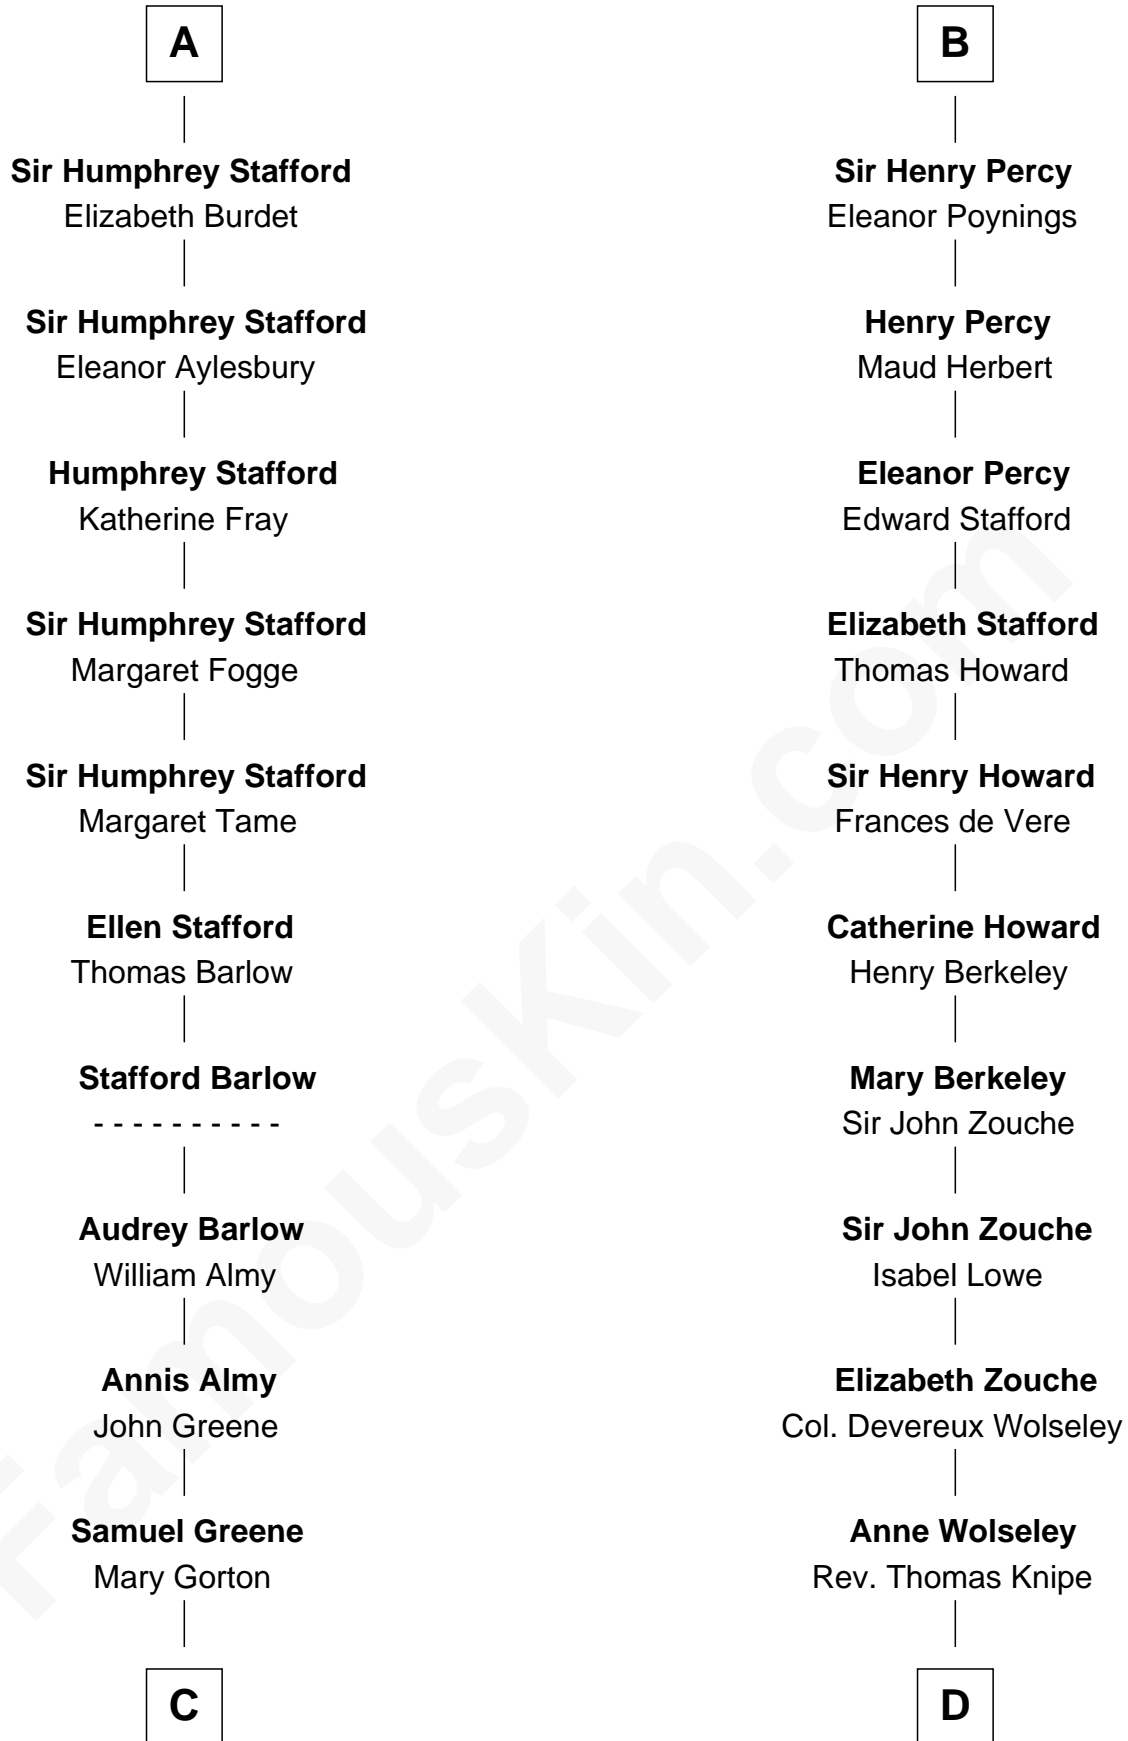 A
Sir Humphrey Stafford
Elizabeth Burdet
Sir Humphrey Stafford
Eleanor Aylesbury
Humphrey Stafford
Katherine Fray
Sir Humphrey Stafford
Margaret Fogge
Sir Humphrey Stafford
Margaret Tame
Ellen Stafford
Thomas Barlow
Stafford Barlow
- - - - - - - - - -
Audrey Barlow
William Almy
Annis Almy
John Greene
Samuel Greene
Mary Gorton
C
B
Sir Henry Percy
Eleanor Poynings
Henry Percy
Maud Herbert
Eleanor Percy
Edward Stafford
Elizabeth Stafford
Thomas Howard
Sir Henry Howard
Frances de Vere
Catherine Howard
Henry Berkeley
Mary Berkeley
Sir John Zouche
Sir John Zouche
Isabel Lowe
Elizabeth Zouche
Col. Devereux Wolseley
Anne Wolseley
Rev. Thomas Knipe
D
FamousKin.com